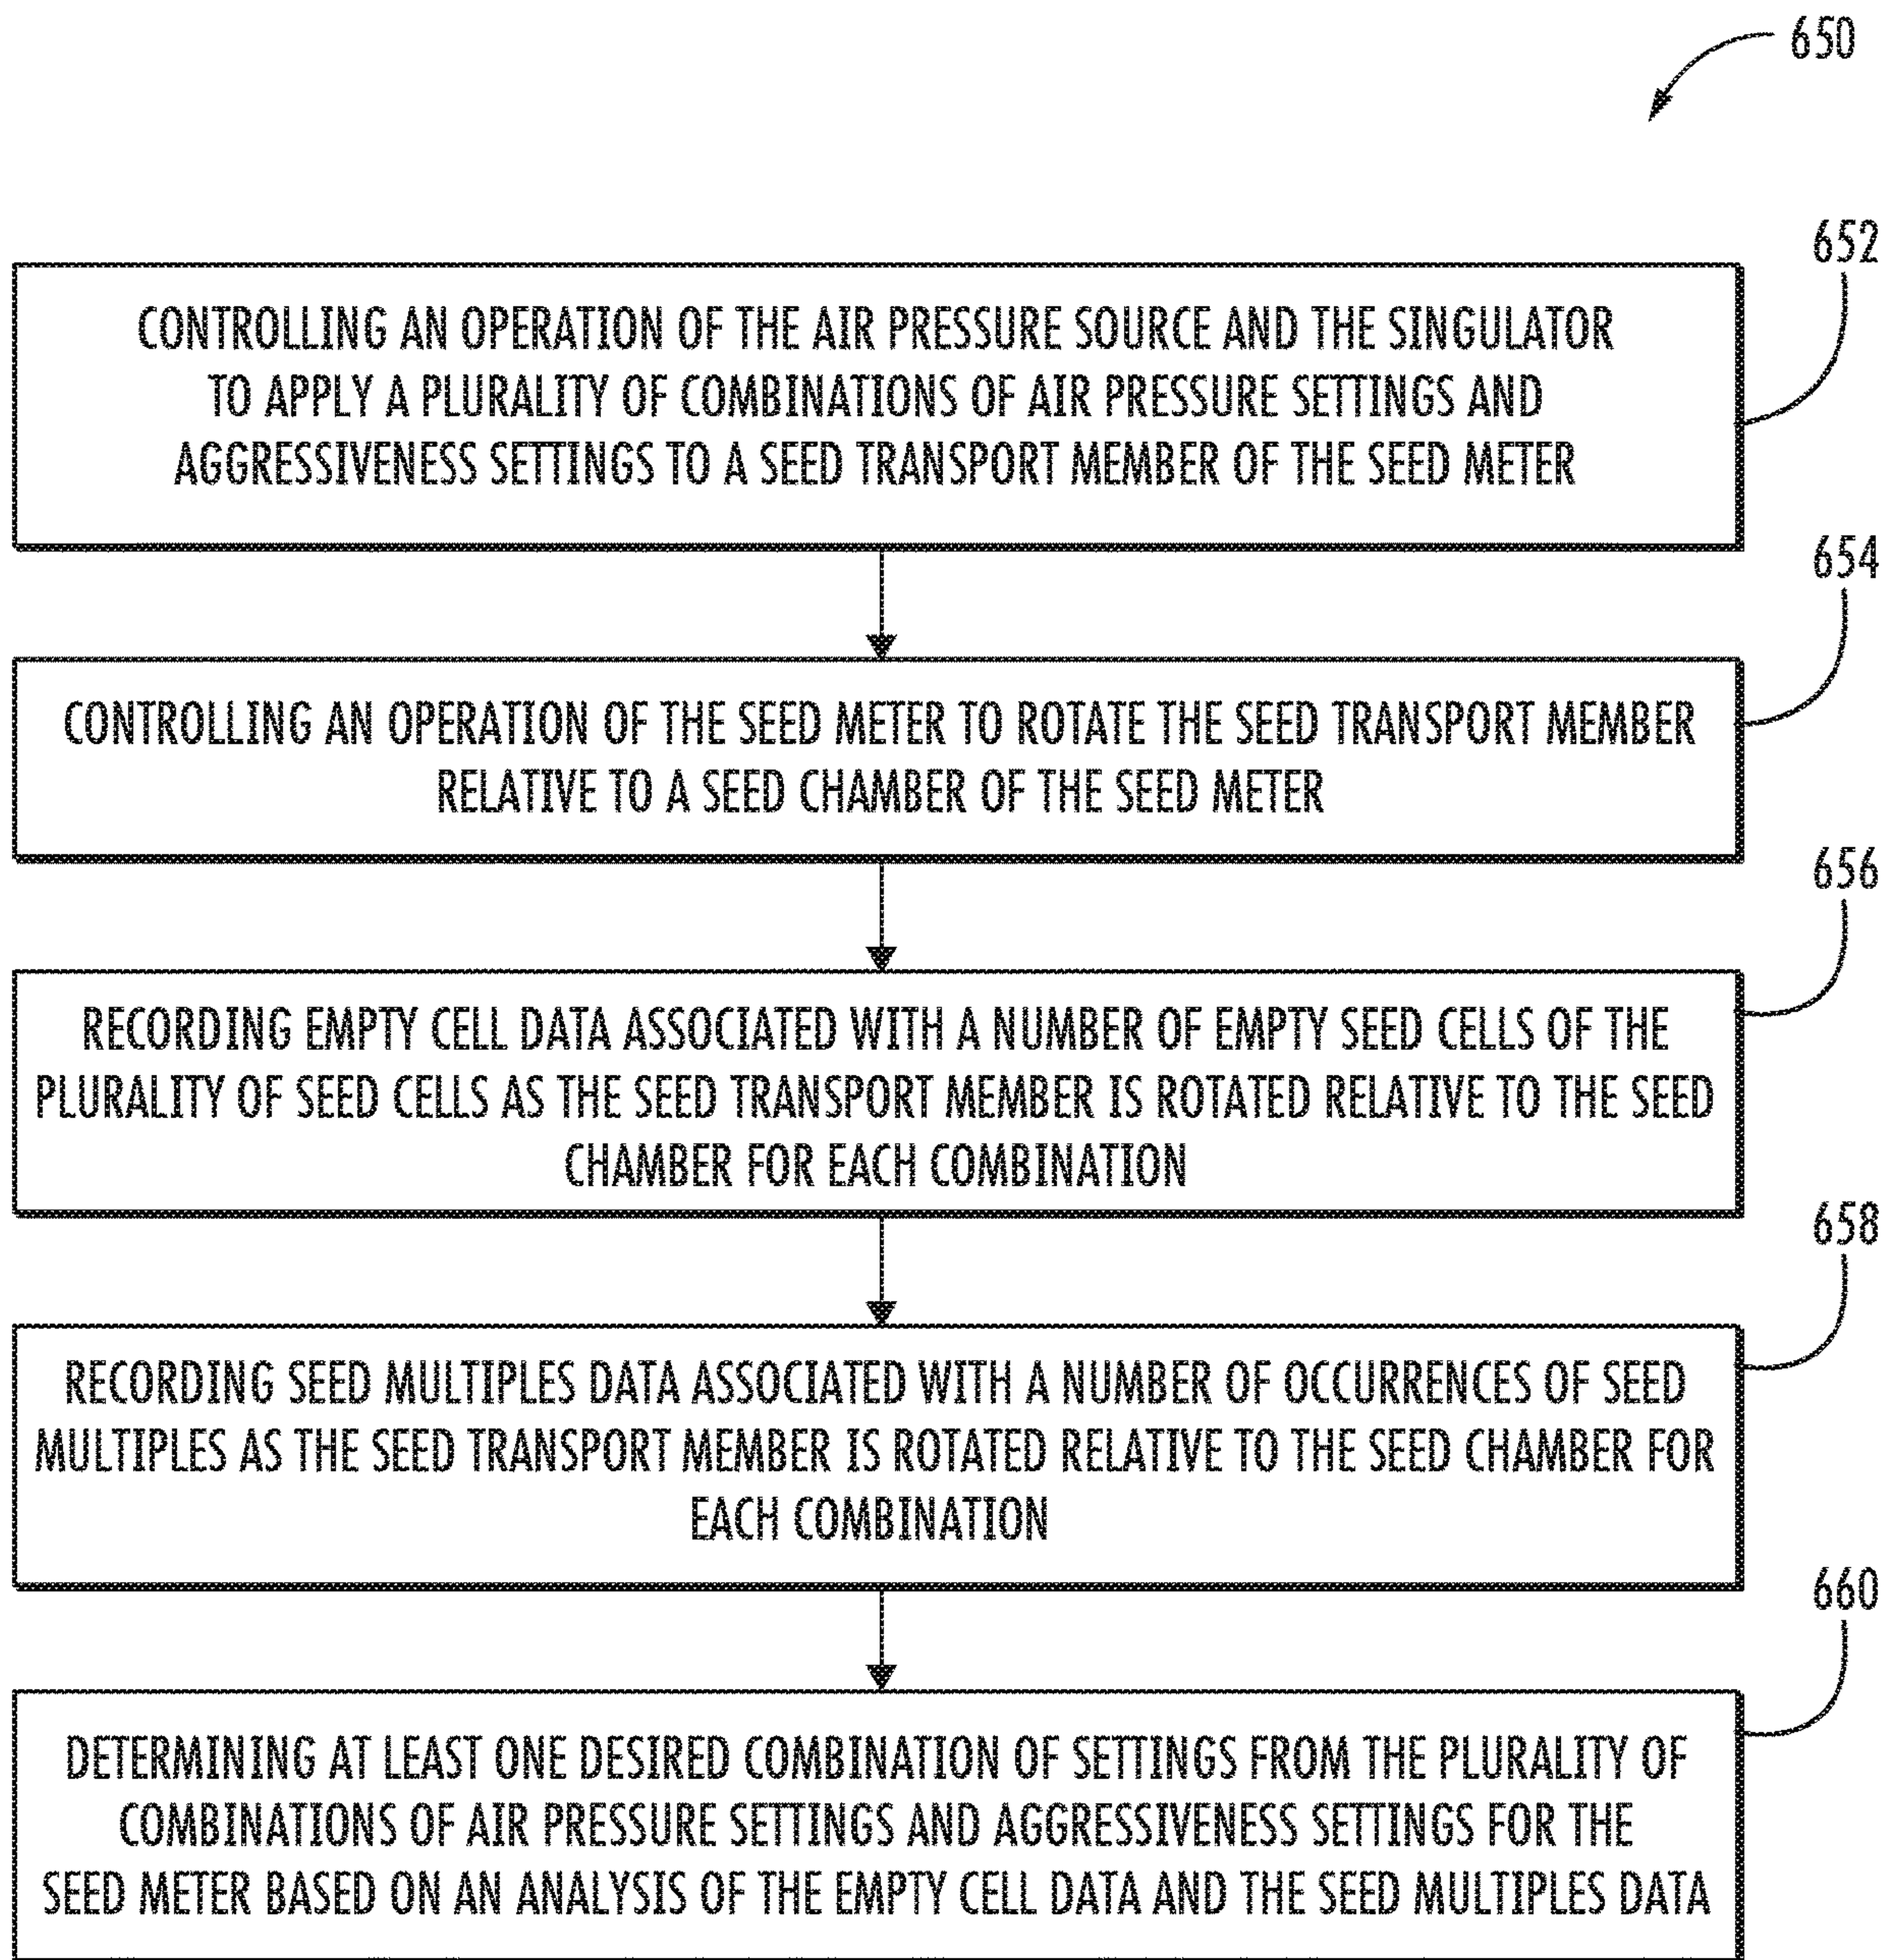 650
652
CONTROLLING AN OPERATION OF THE AIR PRESSURE SOURCE AND THE SINGULATOR
TO APPLY A PLURALITY OF COMBINATIONS OF AIR PRESSURE SETTINGS AND
AGGRESSIVENESS SETTINGS TO A SEED TRANSPORT MEMBER OF THE SEED METER
654
CONTROLLING AN OPERATION OF THE SEED METER TO ROTATE THE SEED TRANSPORT MEMBER
RELATIVE TO A SEED CHAMBER OF THE SEED METER
656
RECORDING EMPTY CELL DATA ASSOCIATED WITH A NUMBER OF EMPTY SEED CELLS OF THE
PLURALITY OF SEED CELLS AS THE SEED TRANSPORT MEMBER IS ROTATED RELATIVE TO THE SEED
CHAMBER FOR EACH COMBINATION
658
RECORDING SEED MULTIPLES DATA ASSOCIATED WITH A NUMBER OF OCCURRENCES OF SEED
MULTIPLES AS THE SEED TRANSPORT MEMBER IS ROTATED RELATIVE TO THE SEED CHAMBER FOR
EACH COMBINATION
660
DETERMINING AT LEAST ONE DESIRED COMBINATION OF SETTINGS FROM THE PLURALITY OF
COMBINATIONS OF AIR PRESSURE SETTINGS AND AGGRESSIVENESS SETTINGS FOR THE
SEED METER BASED ON AN ANALYSIS OF THE EMPTY CELL DATA AND THE SEED MULTIPLES DATA